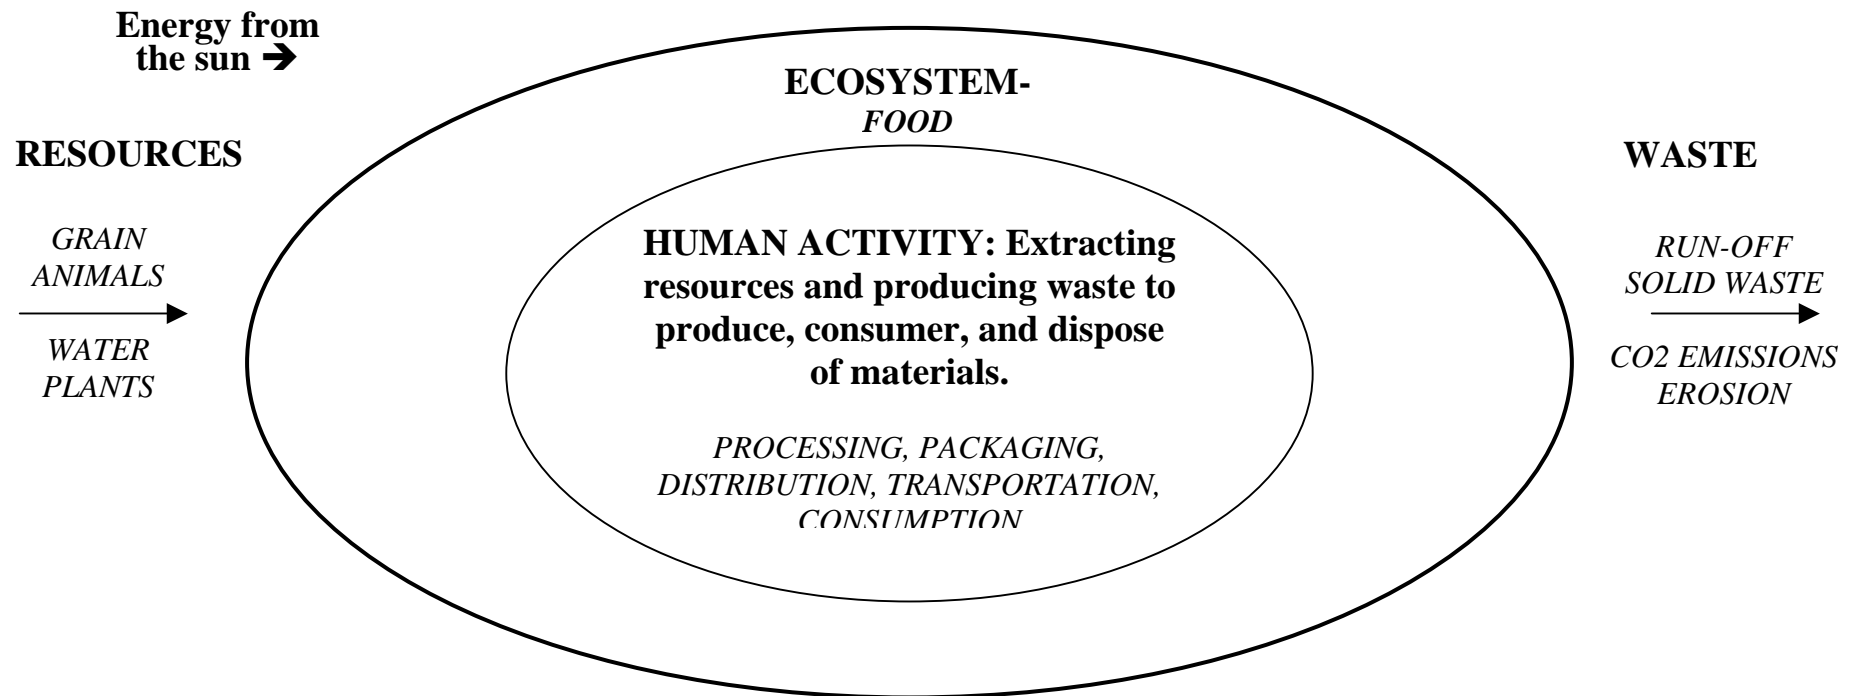 Energy from
the sun ➔
ECOSYSTEM-
FOOD
RESOURCES
WASTE
GRAIN
ANIMALS
WATER
PLANTS
HUMAN ACTIVITY: Extracting
resources and producing waste to
produce, consumer, and dispose
of materials.
PROCESSING, PACKAGING,
DISTRIBUTION, TRANSPORTATION,
CONSUMPTION
RUN-OFF
SOLID WASTE
CO2 EMISSIONS
EROSION